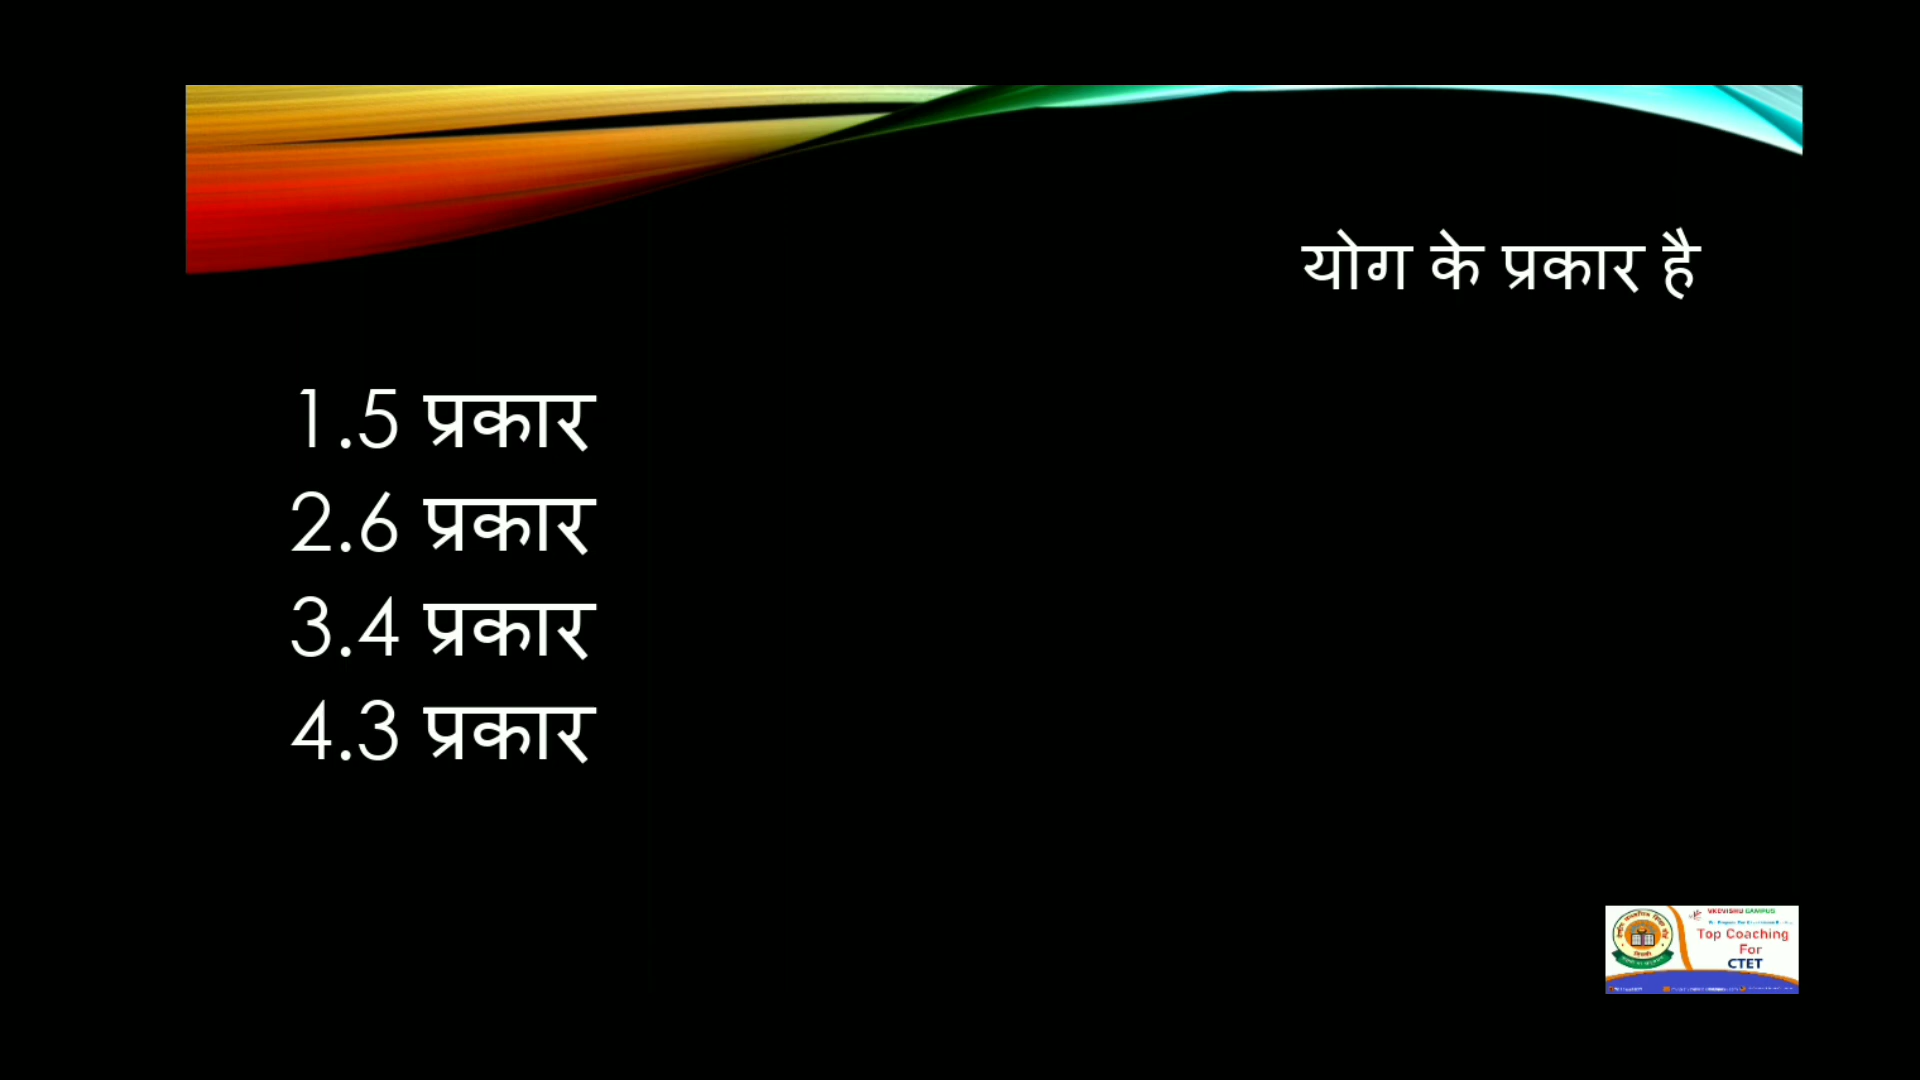 योग के प्रकार है
1.5 प्रकार
2.6 प्रकार
3.4 प्रकार
4.3 प्रकार
Top Coaching
For
CTET